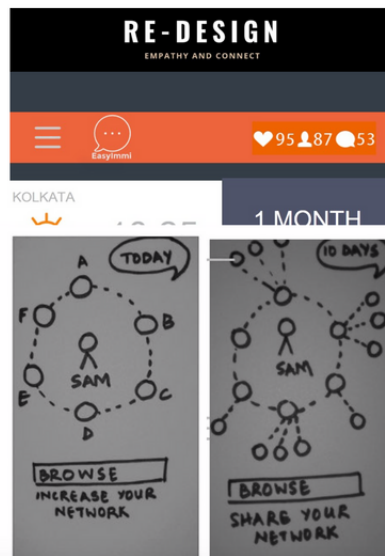 RE-DESIGN
EMPATHY AND CONNECT
EasyImmi
95 87 53
KOLKATA
1 MONTH
TODAY
A
B
C
D
E
F
SAM
BROWSE
INCREASE YOUR
NETWORK
10 DAYS
SAM
BROWSE
SHARE YOUR
NETWORK